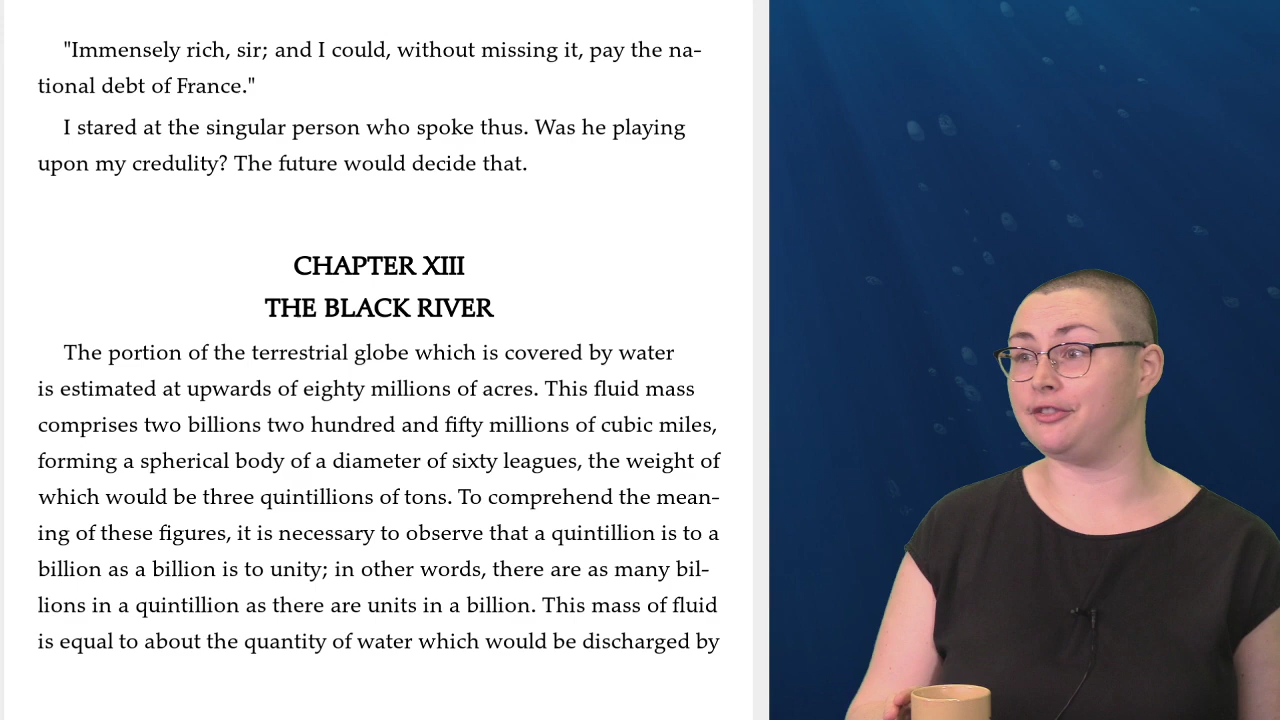 "Immensely rich, sir; and I could, without missing it, pay the na-
tional debt of France."
I stared at the singular person who spoke thus. Was he playing
upon my credulity? The future would decide that.
CHAPTER XIII
THE BLACK RIVER
The portion of the terrestrial globe which is covered by water
is estimated at upwards of eighty millions of acres. This fluid mass
comprises two billions two hundred and fifty millions of cubic miles,
forming a spherical body of a diameter of sixty leagues, the weight of
which would be three quintillions of tons. To comprehend the mean-
ing of these figures, it is necessary to observe that a quintillion is to a
billion as a billion is to unity; in other words, there are as many bil-
lions in a quintillion as there are units in a billion. This mass of fluid
is equal to about the quantity of water which would be discharged by